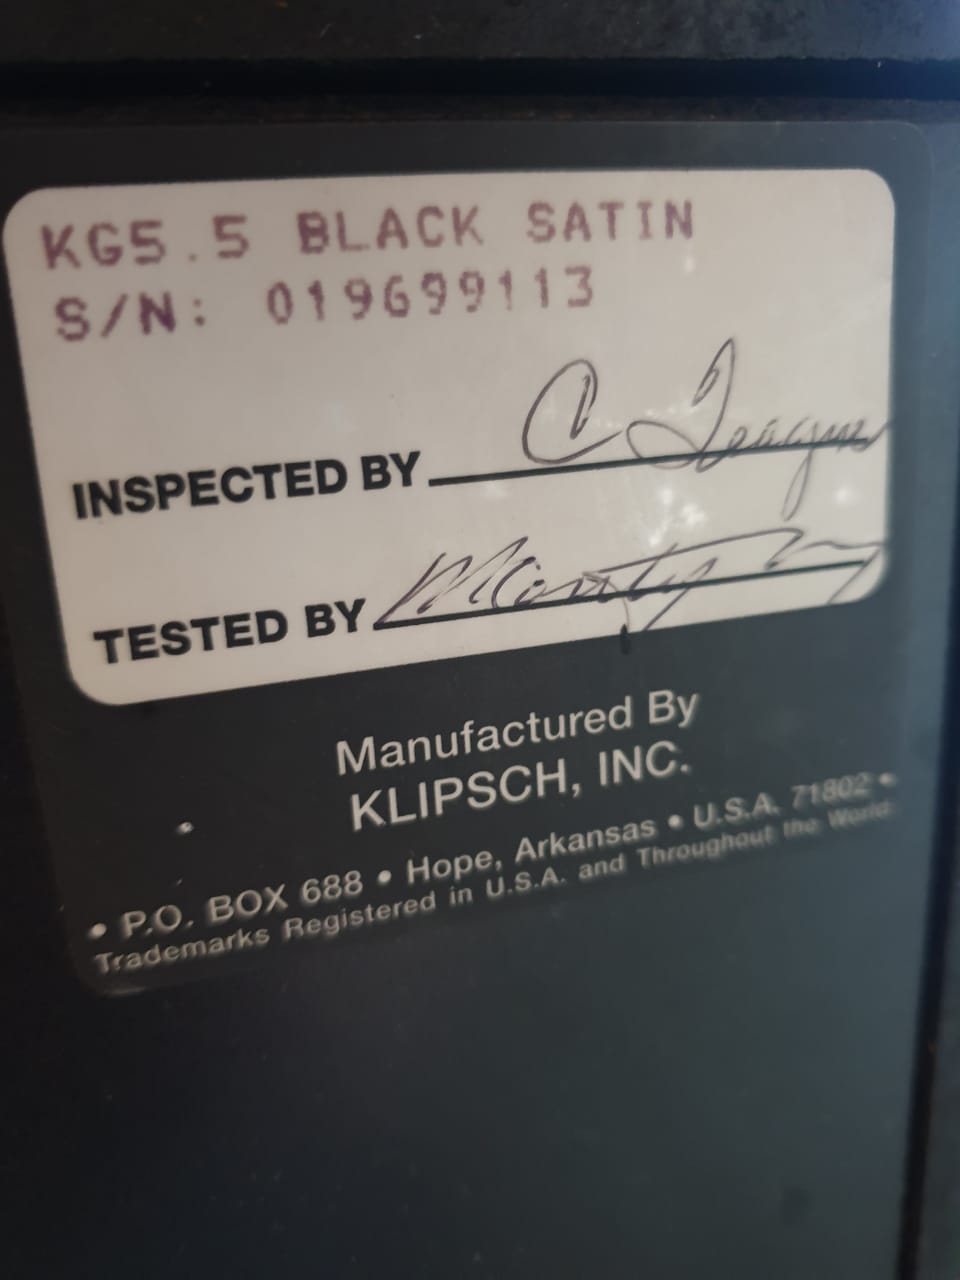 KG5.5 BLACK SATIN
S/N: 019699113
INSPECTED BY C
TESTED BY Monty
Manufactured By
KLIPSCH, INC.
• P.O. BOX 688 • Hope, Arkansas • U.S.A. 71802 •
Trademarks Registered in U.S.A. and Throughout the World.